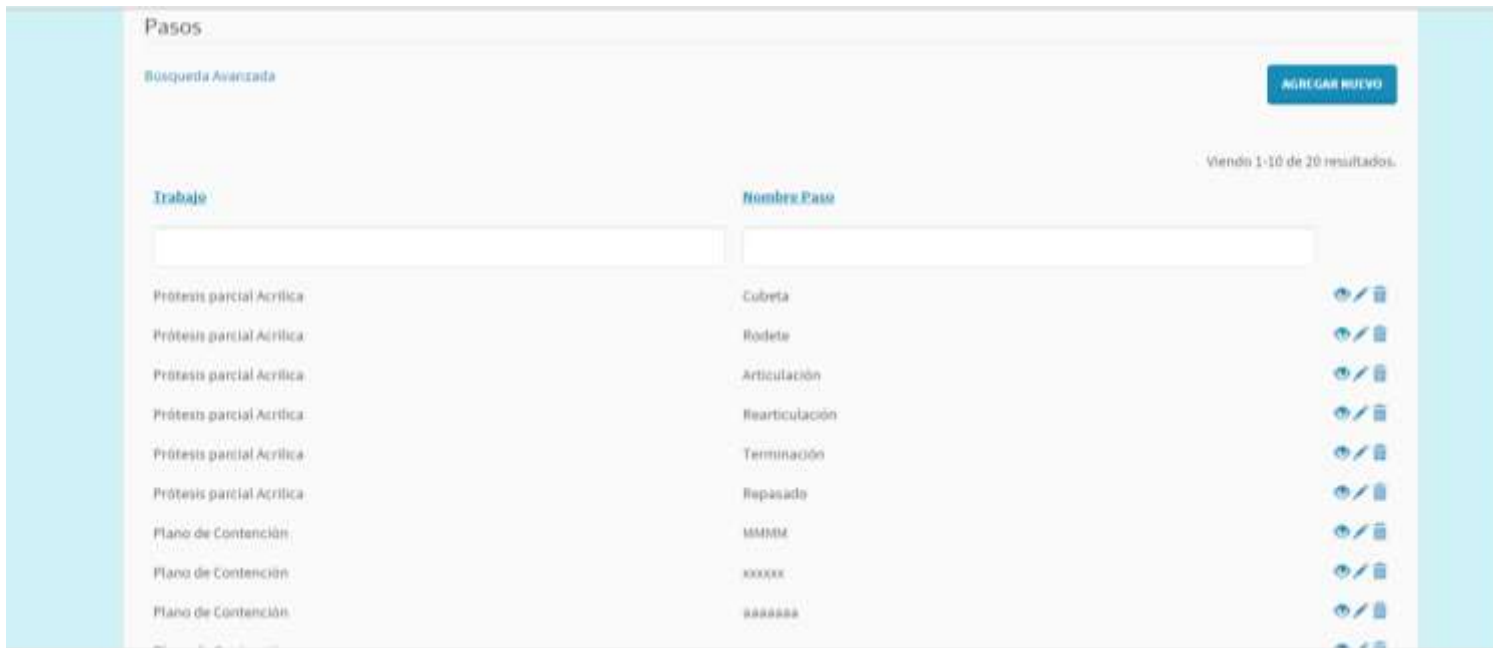 Pasos
Búsqueda Avanzada
AGREGAR NUEVO
Viendo 1-10 de 20 resultados.
Trabajo Nombre Paso
Prótesis parcial Acrílica Cubeta
Prótesis parcial Acrílica Rodete
Prótesis parcial Acrílica Articulación
Prótesis parcial Acrílica Rearticulación
Prótesis parcial Acrílica Terminación
Prótesis parcial Acrílica Repasado
Plano de Contención MMMM
Plano de Contención xxxxxx
Plano de Contención aaaaaaa